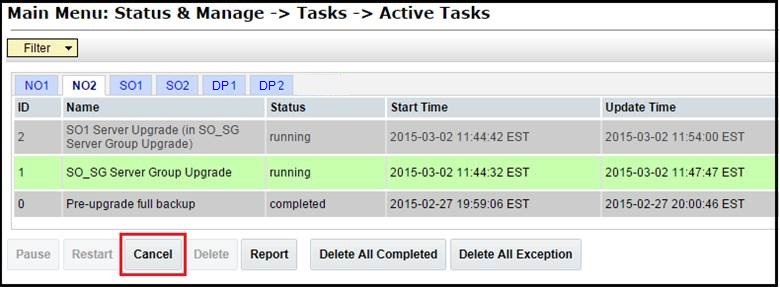 Main Menu: Status & Manage -> Tasks -> Active Tasks
Filter
NO1 NO2 SO1 SO2 DP1 DP2
ID Name Status Start Time Update Time
2 SO1 Server Upgrade (in SO_SG Server Group Upgrade) running 2015-03-02 11:44:42 EST 2015-03-02 11:54:00 EST
1 SO_SG Server Group Upgrade running 2015-03-02 11:44:32 EST 2015-03-02 11:47:47 EST
0 Pre-upgrade full backup completed 2015-02-27 19:59:06 EST 2015-02-27 20:00:46 EST
Pause Restart Cancel Delete Report Delete All Completed Delete All Exception